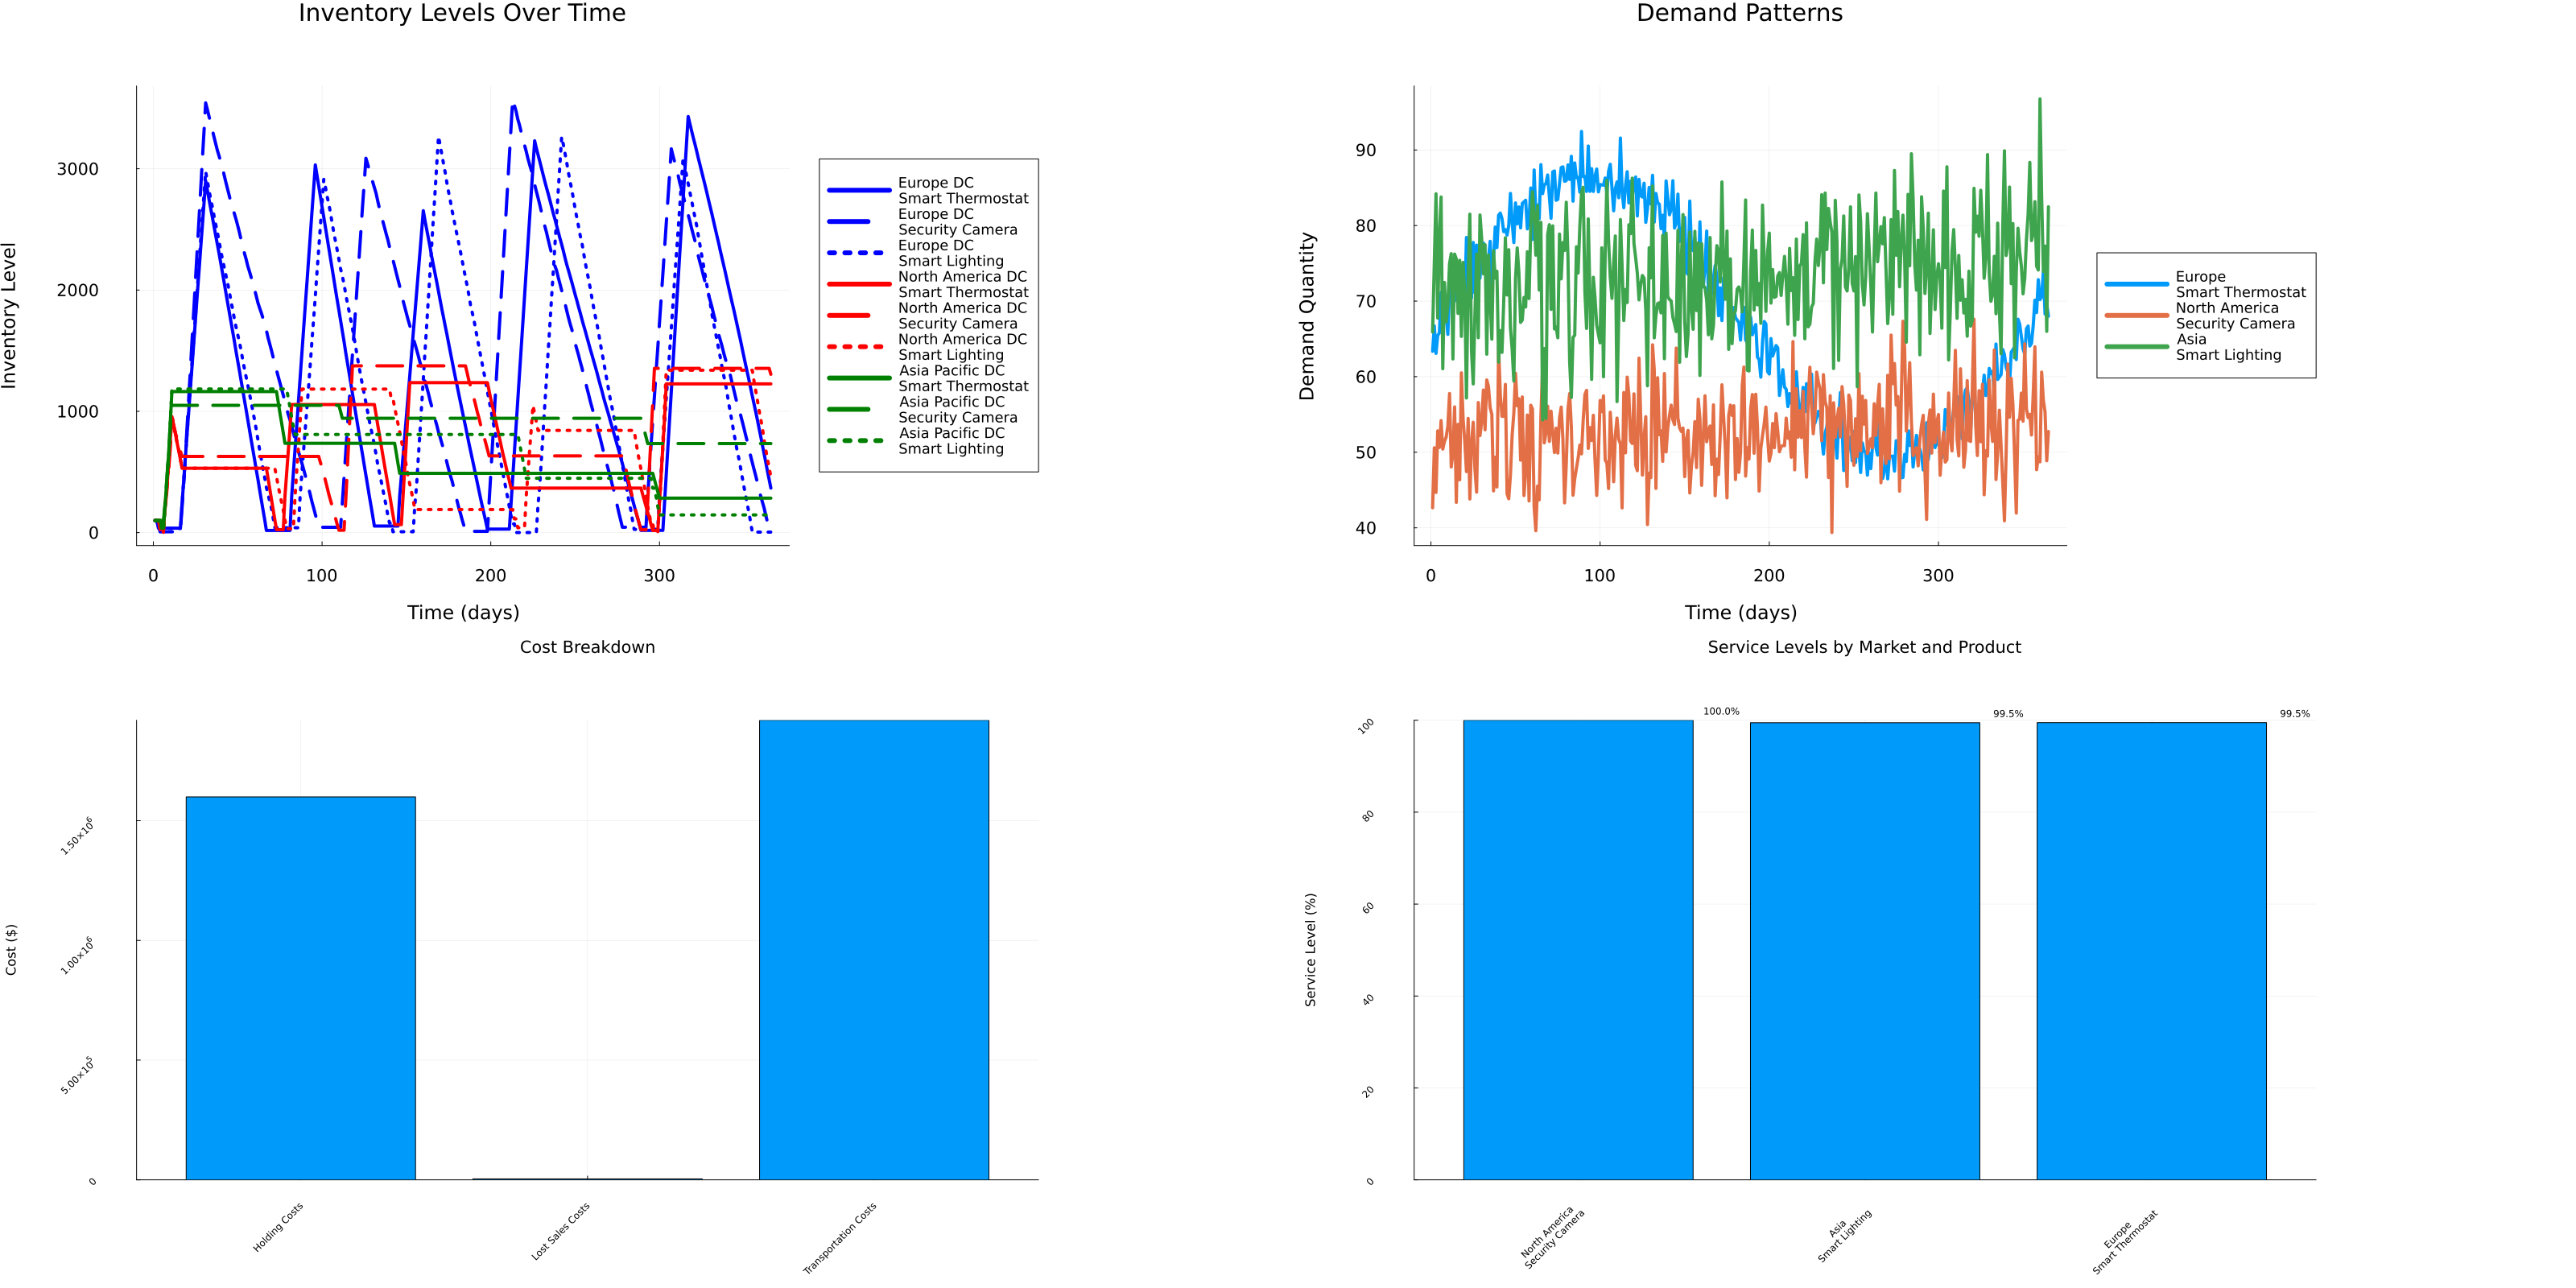 Inventory Levels Over Time
Inventory Level
3000
2000
1000
0
0
100
200
300
Time (days)
Europe DC
Smart Thermostat
Europe DC
Security Camera
Europe DC
Smart Lighting
North America DC
Smart Thermostat
North America DC
Security Camera
North America DC
Smart Lighting
Asia Pacific DC
Smart Thermostat
Asia Pacific DC
Security Camera
Asia Pacific DC
Smart Lighting
Demand Patterns
Demand Quantity
90
80
70
60
50
40
0
100
200
300
Time (days)
Europe
Smart Thermostat
North America
Security Camera
Asia
Smart Lighting
Cost Breakdown
Cost ($)
1.50×10⁶
1.00×10⁶
5.00×10⁵
0
Holding Costs
Lost Sales Costs
Transportation Costs
Service Levels by Market and Product
Service Level (%)
100
80
60
40
20
0
100.0%
99.5%
99.5%
North America
Security Camera
Asia
Smart Lighting
Europe
Smart Thermostat